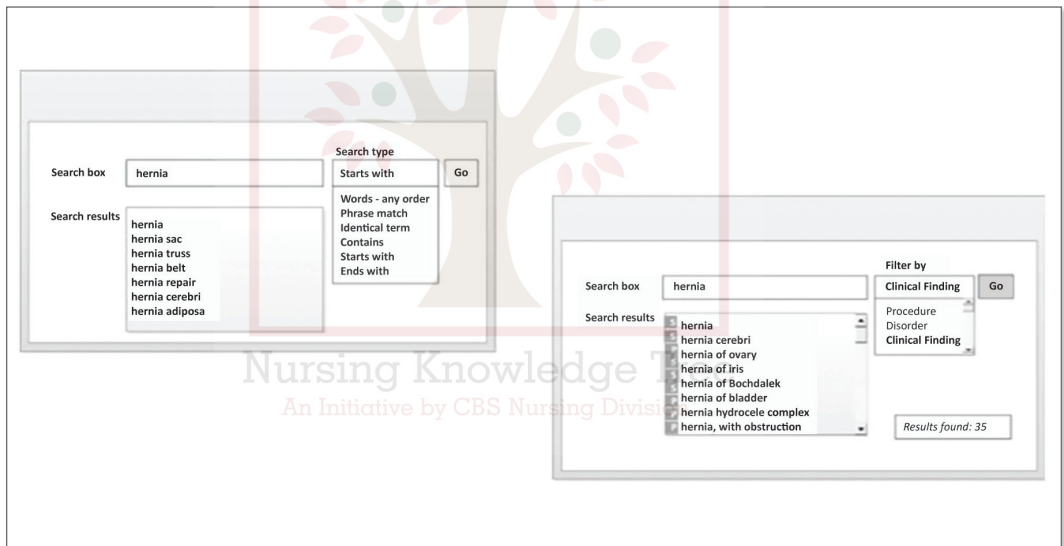 Search type
Search box hernia Starts with Go
Words - any order
Phrase match
Identical term
Contains
Starts with
Ends with
Search results
hernia
hernia sac
hernia truss
hernia belt
hernia repair
hernia cerebri
hernia adiposa
Filter by
Search box hernia Clinical Finding Go
Procedure
Disorder
Clinical Finding
Search results
hernia
hernia cerebri
hernia of ovary
hernia of iris
hernia of Bochdalek
hernia of bladder
hernia hydrocele complex
hernia, with obstruction
Results found: 35
Nursing Knowledge
An Initiative by CBS Nursing